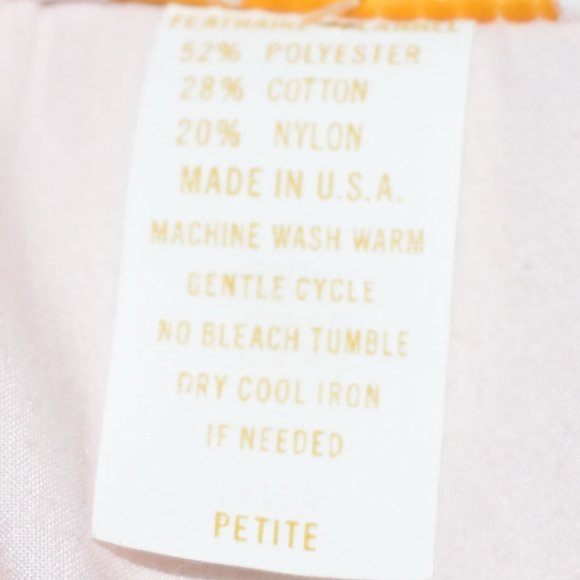 FLANNEL
52% POLYESTER
28% COTTON
20% NYLON
MADE IN U.S.A.
MACHINE WASH WARM
GENTLE CYCLE
NO BLEACH TUMBLE
DRY COOL IRON
IF NEEDED
PETITE